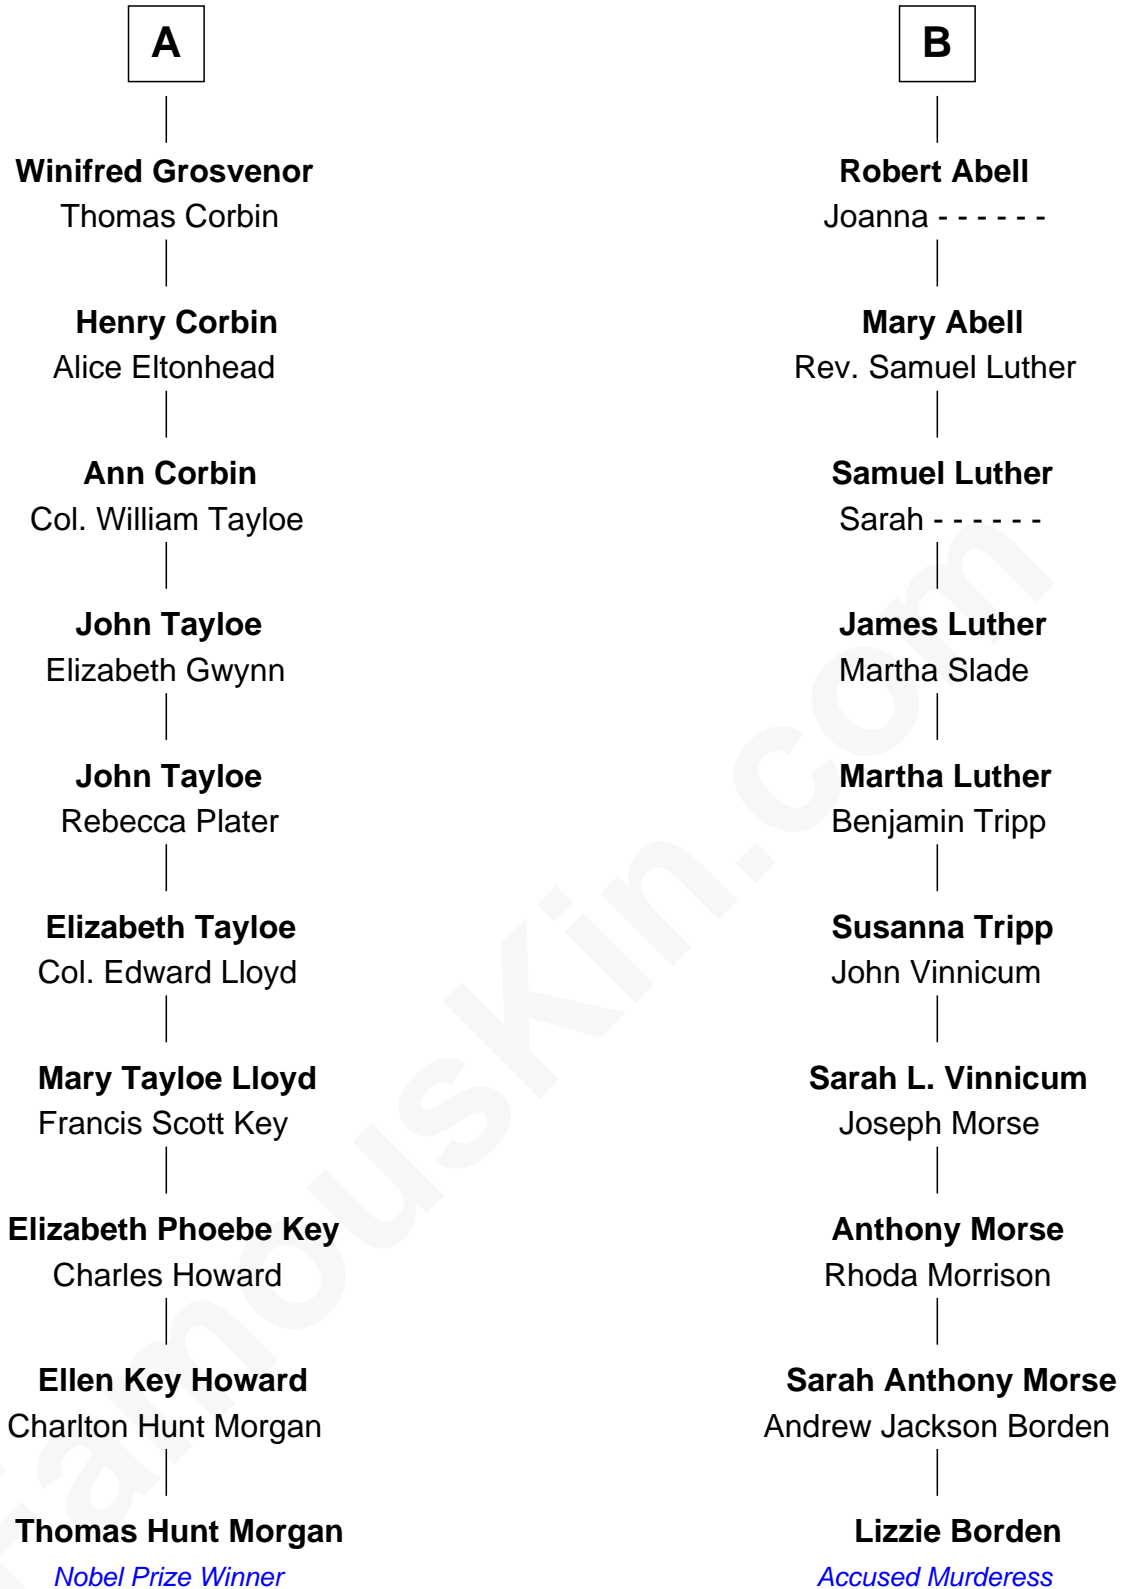 A
Winifred Grosvenor
Thomas Corbin
Henry Corbin
Alice Eltonhead
Ann Corbin
Col. William Tayloe
John Tayloe
Elizabeth Gwynn
John Tayloe
Rebecca Plater
Elizabeth Tayloe
Col. Edward Lloyd
Mary Tayloe Lloyd
Francis Scott Key
Elizabeth Phoebe Key
Charles Howard
Ellen Key Howard
Charlton Hunt Morgan
Thomas Hunt Morgan
Nobel Prize Winner
B
Robert Abell
Joanna - - - - - -
Mary Abell
Rev. Samuel Luther
Samuel Luther
Sarah - - - - - -
James Luther
Martha Slade
Martha Luther
Benjamin Tripp
Susanna Tripp
John Vinnicum
Sarah L. Vinnicum
Joseph Morse
Anthony Morse
Rhoda Morrison
Sarah Anthony Morse
Andrew Jackson Borden
Lizzie Borden
Accused Murderess
FamousKin.com